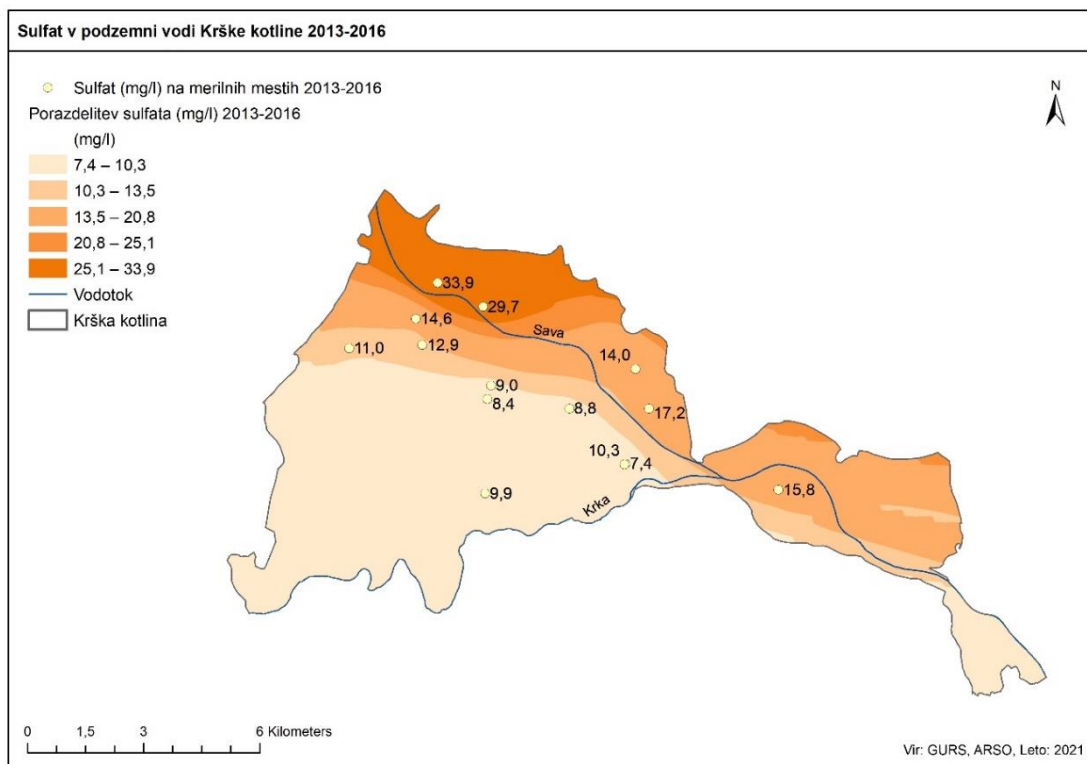 Sulfat v podzemni vodi Krške kotline 2013-2016
Sulfat (mg/l) na merilnih mestih 2013-2016
Porazdelitev sulfata (mg/l) 2013-2016
(mg/l)
7,4 – 10,3
10,3 – 13,5
13,5 – 20,8
20,8 – 25,1
25,1 – 33,9
Vodotok
Krška kotlina
N
33,9
29,7
14,6
Sava
12,9
11,0
14,0
9,0
8,4
8,8
17,2
10,3
7,4
9,9
Krka
15,8
0 1,5 3 6 Kilometers
Vir: GURS, ARSO, Leto: 2021